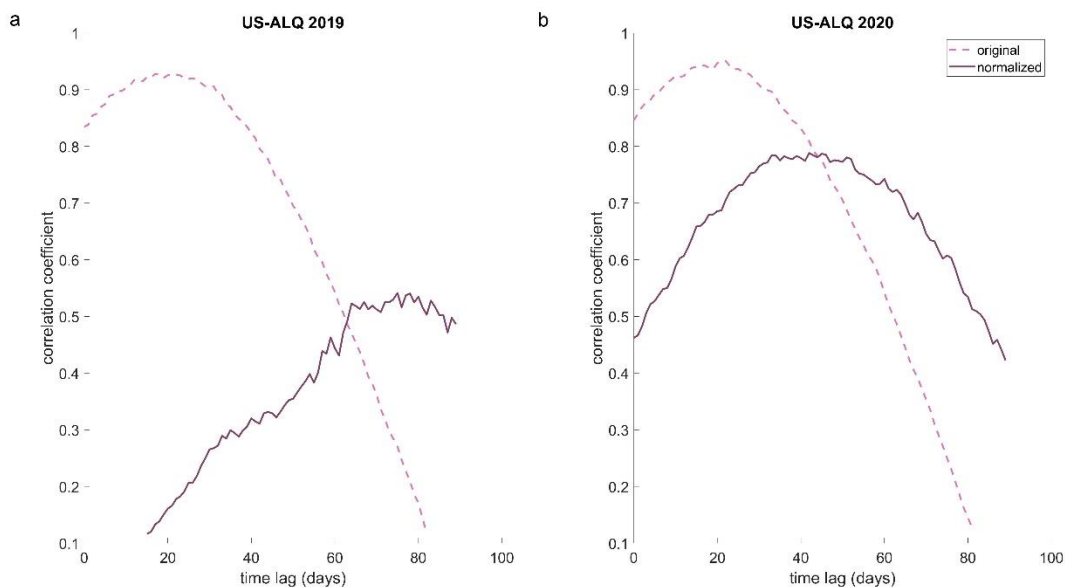 a
US-ALQ 2019
1
0.9
0.8
0.7
0.6
0.5
0.4
0.3
0.2
0.1
correlation coefficient
0 20 40 60 80 100
time lag (days)
b
US-ALQ 2020
original
normalized
1
0.9
0.8
0.7
0.6
0.5
0.4
0.3
0.2
0.1
correlation coefficient
0 20 40 60 80 100
time lag (days)